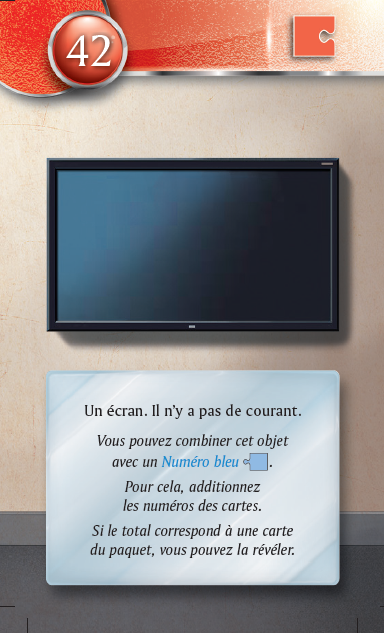 42
Un écran. Il n'y a pas de courant.
Vous pouvez combiner cet objet
avec un Numéro bleu.
Pour cela, additionnez
les numéros des cartes.
Si le total correspond à une carte
du paquet, vous pouvez la révéler.